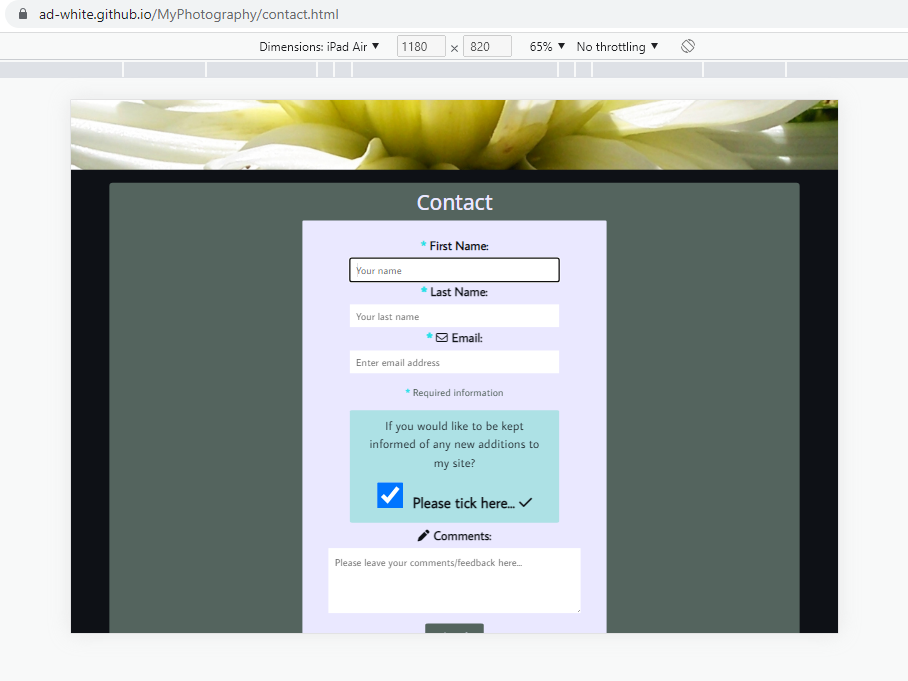 ad-white.github.io/MyPhotography/contact.html
Dimensions: iPad Air ▼ 1180 × 820 65% ▼ No throttling ▼
Contact
* First Name:
Your name
* Last Name:
Your last name
* Email:
Enter email address
* Required information
If you would like to be kept
informed of any new additions to
my site?
Please tick here... ✓
Comments:
Please leave your comments/feedback here...